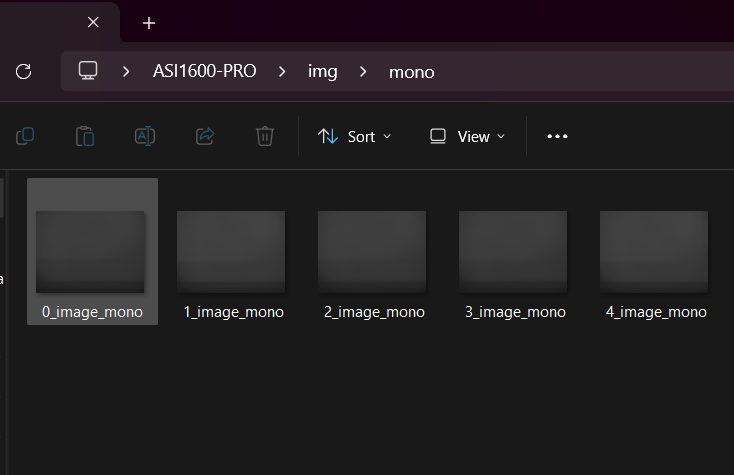 ASI1600-PRO > img > mono
Sort View
a
0_image_mono 1_image_mono 2_image_mono 3_image_mono 4_image_mono